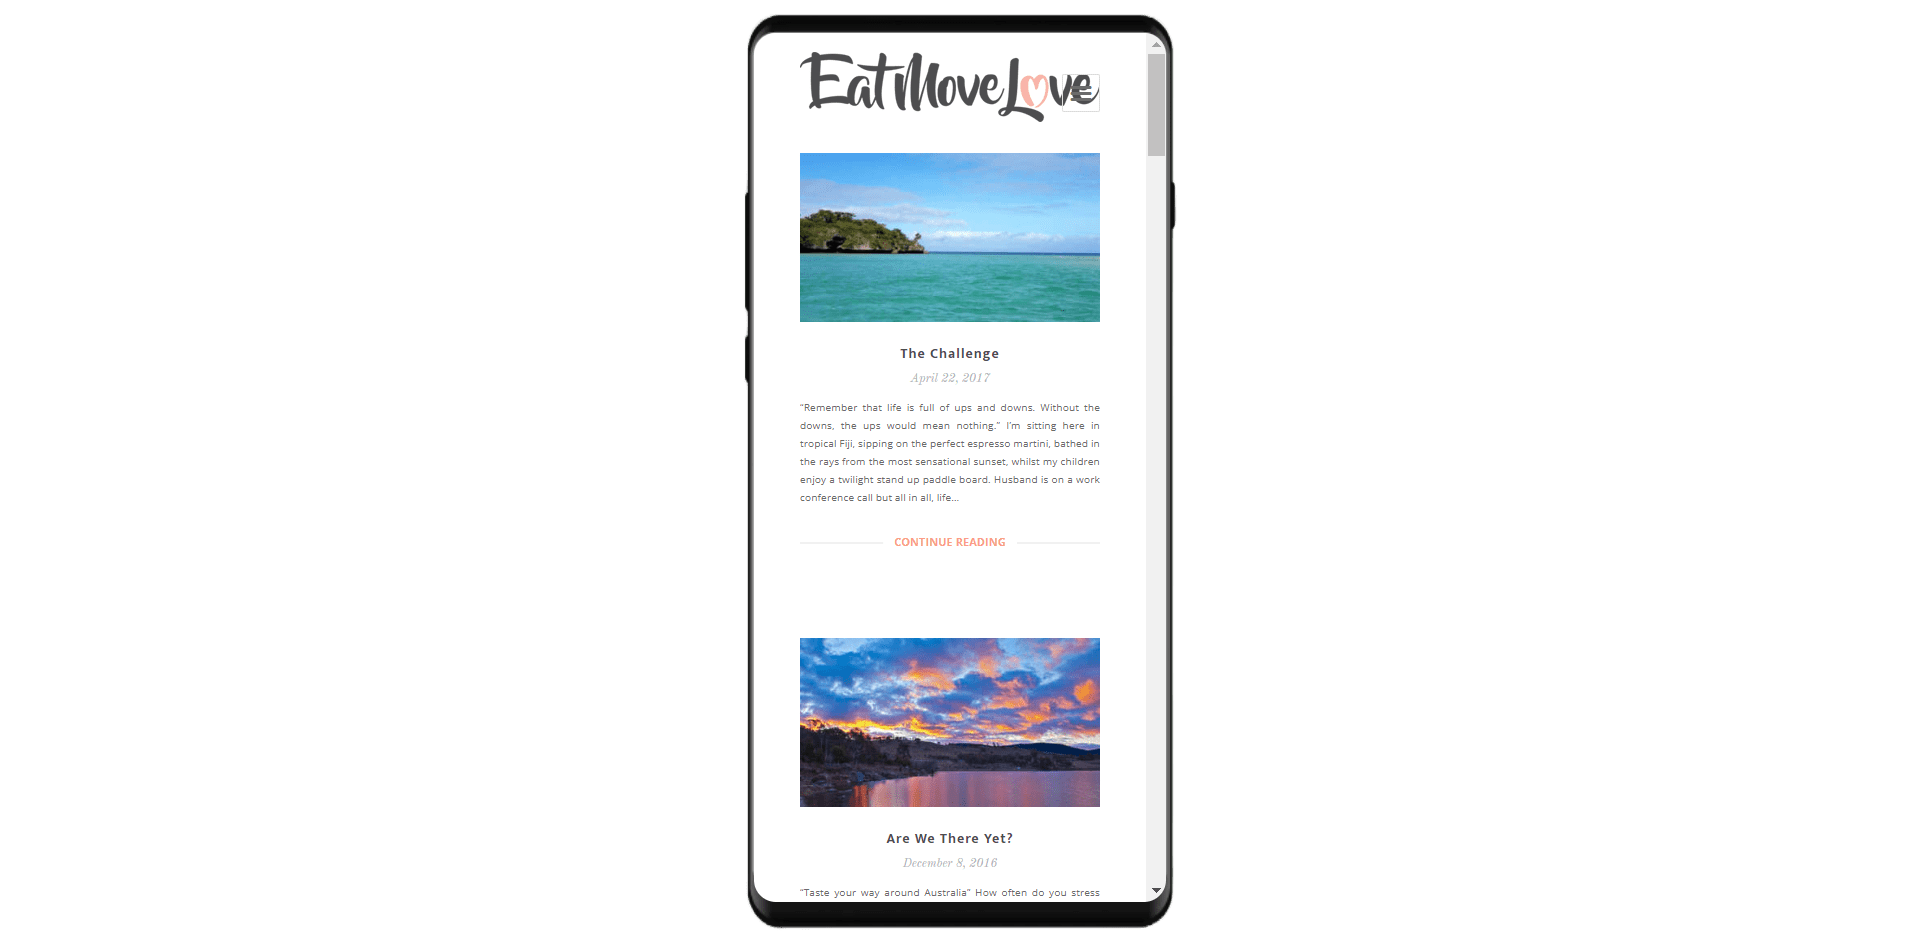 EatMoveLove
The Challenge
April 22, 2017
“Remember that life is full of ups and downs. Without the
downs, the ups would mean nothing.” I’m sitting here in
tropical Fiji, sipping on the perfect espresso martini, bathed in
the rays from the most sensational sunset, whilst my children
enjoy a twilight stand up paddle board. Husband is on a work
conference call but all in all, life…
CONTINUE READING
Are We There Yet?
December 8, 2016
“Taste your way around Australia” How often do you stress